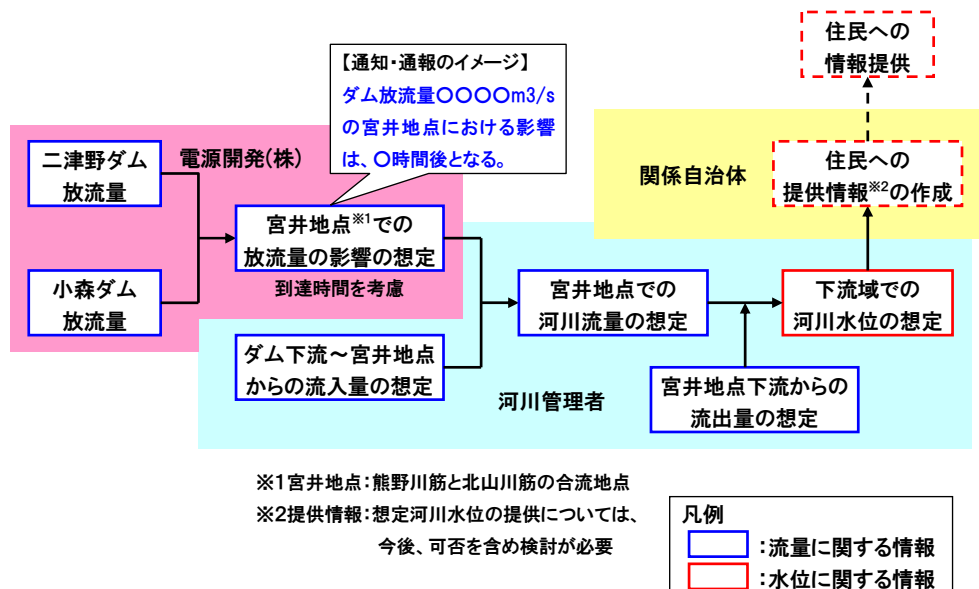 住民への
情報提供
【通知・通報のイメージ】
ダム放流量〇〇〇〇m3/s
の宮井地点における影響
は、〇時間後となる。
電源開発(株)
二津野ダム
放流量
関係自治体
住民への
提供情報※2の作成
宮井地点※1での
放流量の影響の想定
到達時間を考慮
小森ダム
放流量
宮井地点での
河川流量の想定
下流域での
河川水位の想定
ダム下流～宮井地点
からの流入量の想定
河川管理者
宮井地点下流からの
流出量の想定
※1宮井地点：熊野川筋と北山川筋の合流地点
※2提供情報：想定河川水位の提供については、
今後、可否を含め検討が必要
凡例
：流量に関する情報
：水位に関する情報